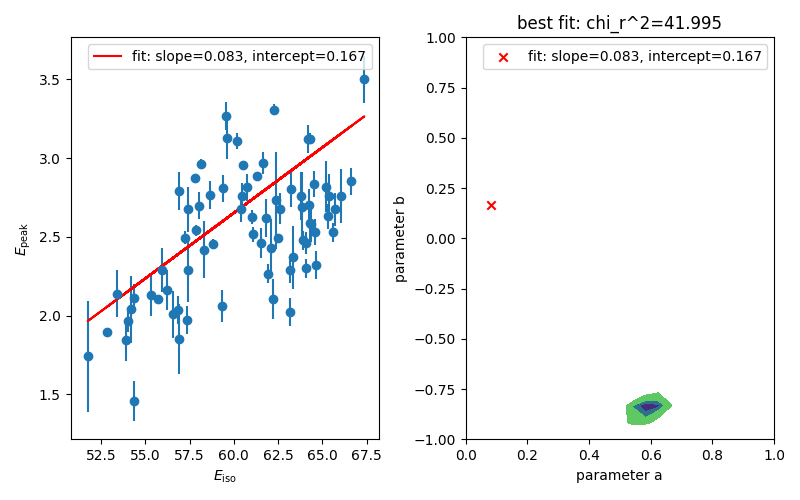 fit: slope=0.083, intercept=0.167
3.5
3.0
2.5
2.0
1.5
E_peak
52.5 55.0 57.5 60.0 62.5 65.0 67.5
E_iso
best fit: chi_r^2=41.995
fit: slope=0.083, intercept=0.167
1.00
0.75
0.50
0.25
0.00
−0.25
−0.50
−0.75
−1.00
parameter b
0.0 0.2 0.4 0.6 0.8 1.0
parameter a